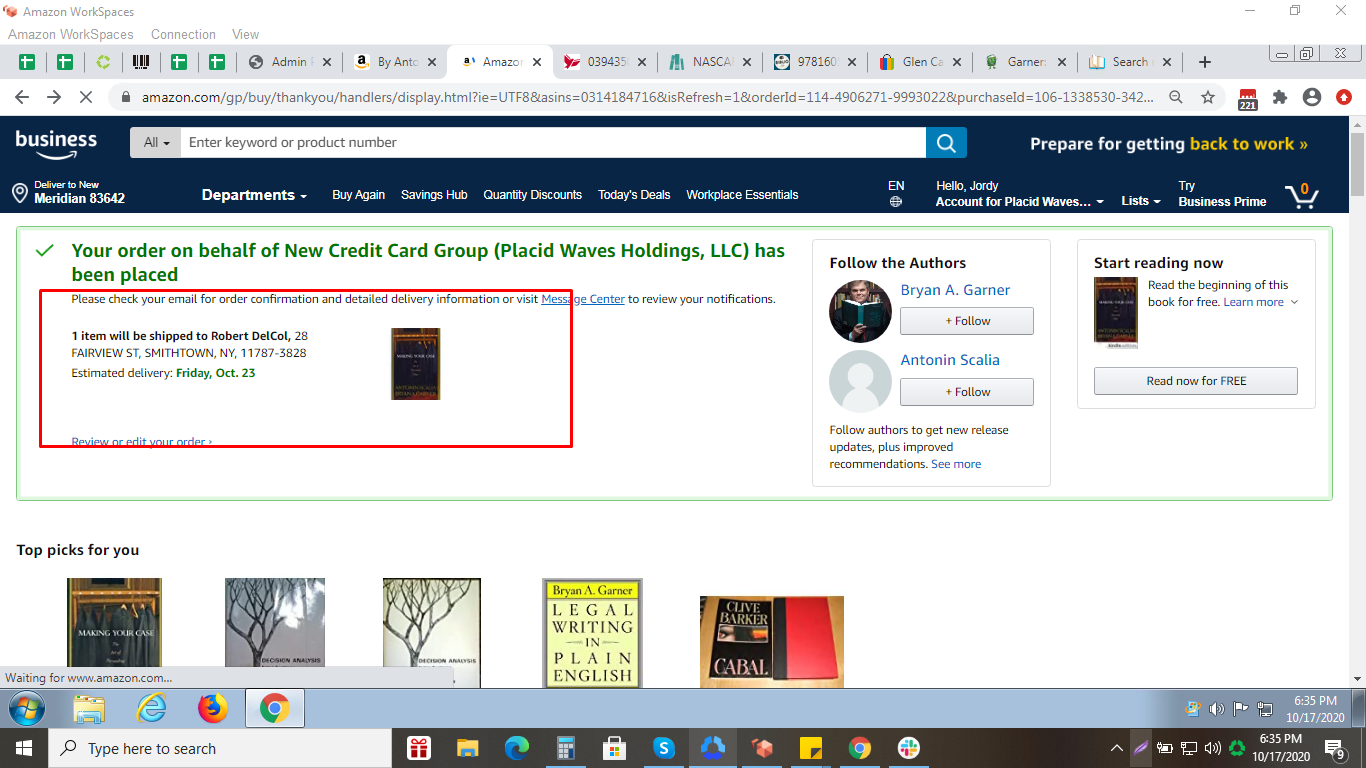 Amazon WorkSpaces
Amazon WorkSpaces Connection View
Admin
By Anto
Amazon
039435
NASCA
978160
Glen Ca
Garner
Search
amazon.com/gp/buy/thankyou/handlers/display.html?ie=UTF8&asins=0314184716&isRefresh=1&orderId=114-4906271-9993022&purchaseId=106-1338530-342...
221
business
All
Enter keyword or product number
Prepare for getting back to work »
Deliver to New
Meridian 83642
Departments
Buy Again Savings Hub Quantity Discounts Today's Deals Workplace Essentials
EN
Hello, Jordy
Account for Placid Waves...
Lists
Try
Business Prime
0
Your order on behalf of New Credit Card Group (Placid Waves Holdings, LLC) has
been placed
Please check your email for order confirmation and detailed delivery information or visit Message Center to review your notifications.
1 item will be shipped to Robert DelCol, 28
FAIRVIEW ST, SMITHTOWN, NY, 11787-3828
Estimated delivery: Friday, Oct. 23
MAKING YOUR CASE
ANTONIN SCALIA
BRYAN A. GARNER
Review or edit your order ›
Follow the Authors
Bryan A. Garner
+ Follow
Antonin Scalia
+ Follow
Follow authors to get new release
updates, plus improved
recommendations. See more
Start reading now
MAKING YOUR CASE
ANTONIN SCALIA
BRYAN A. GARNER
kindle edition
Read the beginning of this
book for free. Learn more
Read now for FREE
Top picks for you
MAKING YOUR CASE
The Art of Persuading
DECISION ANALYSIS
DECISION ANALYSIS
Bryan A. Garner
LEGAL
WRITING
IN
PLAIN
ENGLISH
CLIVE
BARKER
CABAL
Waiting for www.amazon.com...
6:35 PM
10/17/2020
Type here to search
6:35 PM
10/17/2020
9